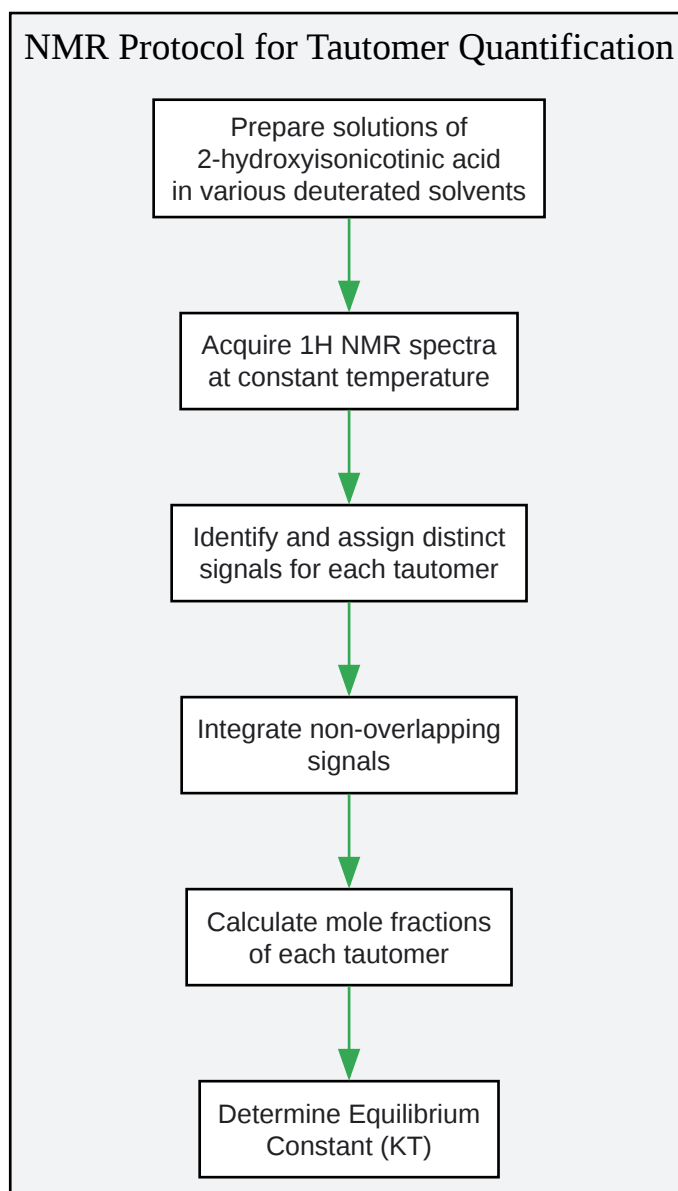 NMR Protocol for Tautomer Quantification
Prepare solutions of
2-hydroxyisonicotinic acid
in various deuterated solvents
Acquire 1H NMR spectra
at constant temperature
Identify and assign distinct
signals for each tautomer
Integrate non-overlapping
signals
Calculate mole fractions
of each tautomer
Determine Equilibrium
Constant (KT)